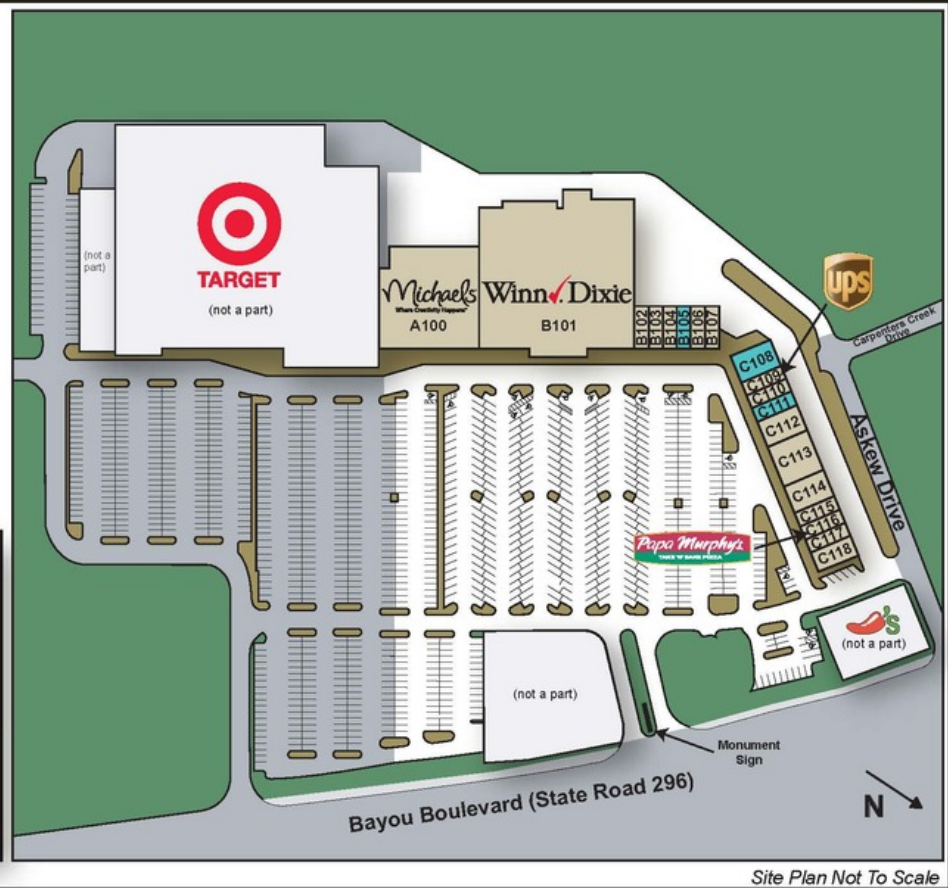 TARGET
(not a part)
(not a
part)
Michaels
Where Creativity Happens
A100
Winn Dixie
B101
B102
B103
B104
B105
B106
B107
ups
Carpenters Creek
Drive
C108
C109
C110
C111
C112
C113
C114
C115
C116
C117
C118
Askew Drive
Papa Murphy's
TAKE 'N' BAKE PIZZA
's
(not a part)
(not a part)
Monument
Sign
Bayou Boulevard (State Road 296)
N
Site Plan Not To Scale